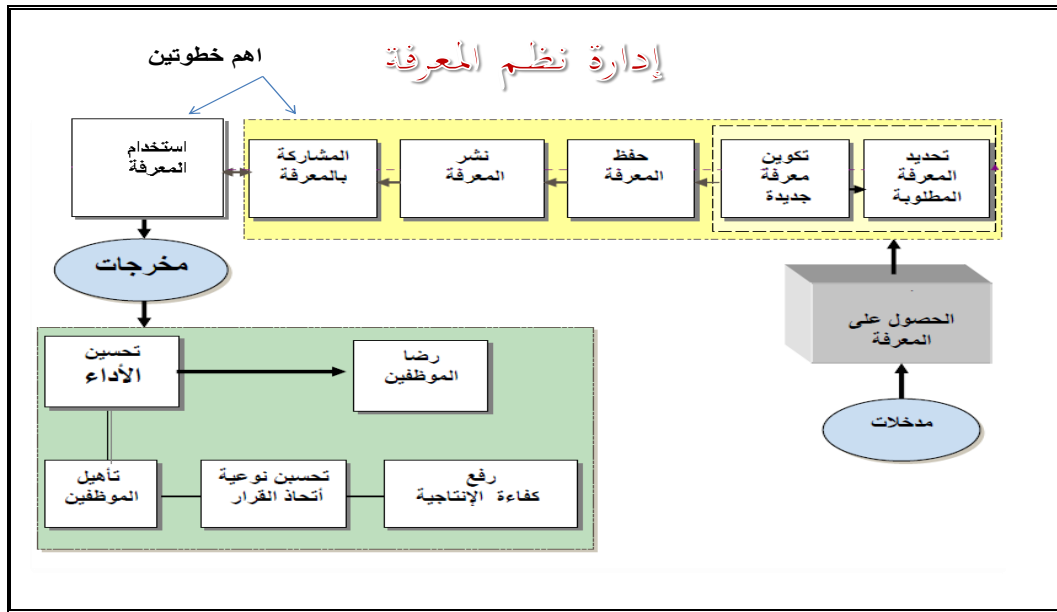 إدارة نظم المعرفة
اهم خطوتين
تحديد
المعرفة
المطلوبة
تكوين
معرفة
جديدة
حفظ
المعرفة
نشر
المعرفة
المشاركة
بالمعرفة
استخدام
المعرفة
مخرجات
الحصول على
المعرفة
مدخلات
تحسين
الأداء
رضا
الموظفين
تأهيل
الموظفين
تحسين نوعية
أتحاذ القرار
رفع
كفاءة الإنتاجية